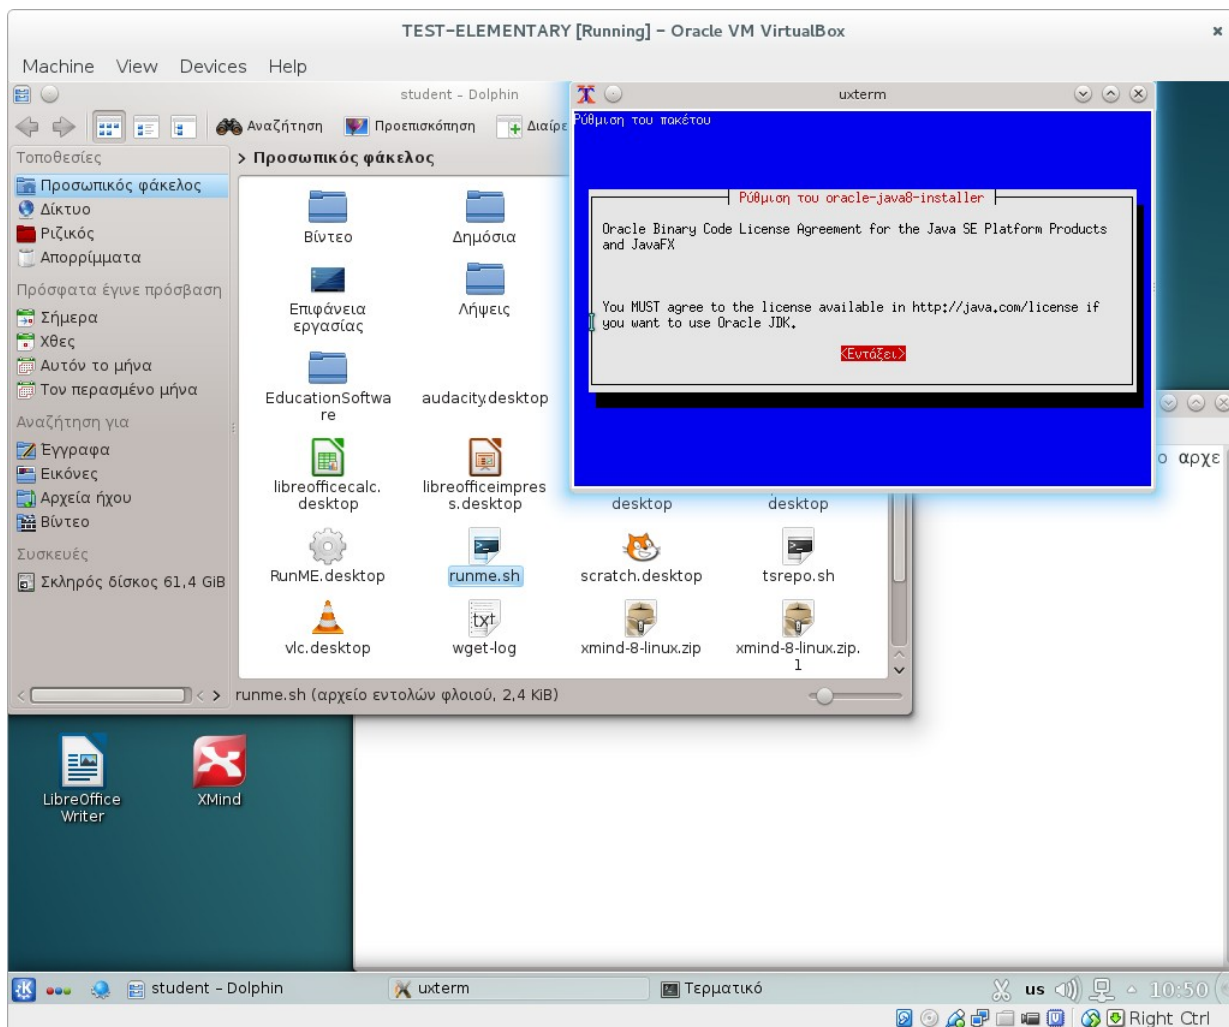 TEST-ELEMENTARY [Running] - Oracle VM VirtualBox
Machine View Devices Help
student - Dolphin
Αναζήτηση Προεπισκόπηση Διαίρε
Τοποθεσίες
Προσωπικός φάκελος
Δίκτυο
Ριζικός
Απορρίμματα
Πρόσφατα έγινε πρόσβαση
Σήμερα
Χθες
Αυτόν το μήνα
Τον περασμένο μήνα
Αναζήτηση για
Έγγραφα
Εικόνες
Αρχεία ήχου
Βίντεο
Συσκευές
Σκληρός δίσκος 61,4 GiB
> Προσωπικός φάκελος
Βίντεο
Δημόσια
Επιφάνεια
εργασίας
Λήψεις
EducationSoftwa
re
audacity.desktop
libreofficecalc.
desktop
libreofficeimpres
s.desktop
desktop
desktop
RunME.desktop
runme.sh
scratch.desktop
tsrepo.sh
vlc.desktop
txt
wget-log
xmind-8-linux.zip
xmind-8-linux.zip.
1
runme.sh (αρχείο εντολών φλοιού, 2,4 KiB)
uxterm
Ρύθμιση του πακέτου
Ρύθμιση του oracle-java8-installer
Oracle Binary Code License Agreement for the Java SE Platform Products
and JavaFX
You MUST agree to the license available in http://java.com/license if
you want to use Oracle JDK.
<Εντάξει>
ο αρχε
LibreOffice
Writer
XMind
student - Dolphin
uxterm
Τερματικό
us
10:50
Right Ctrl